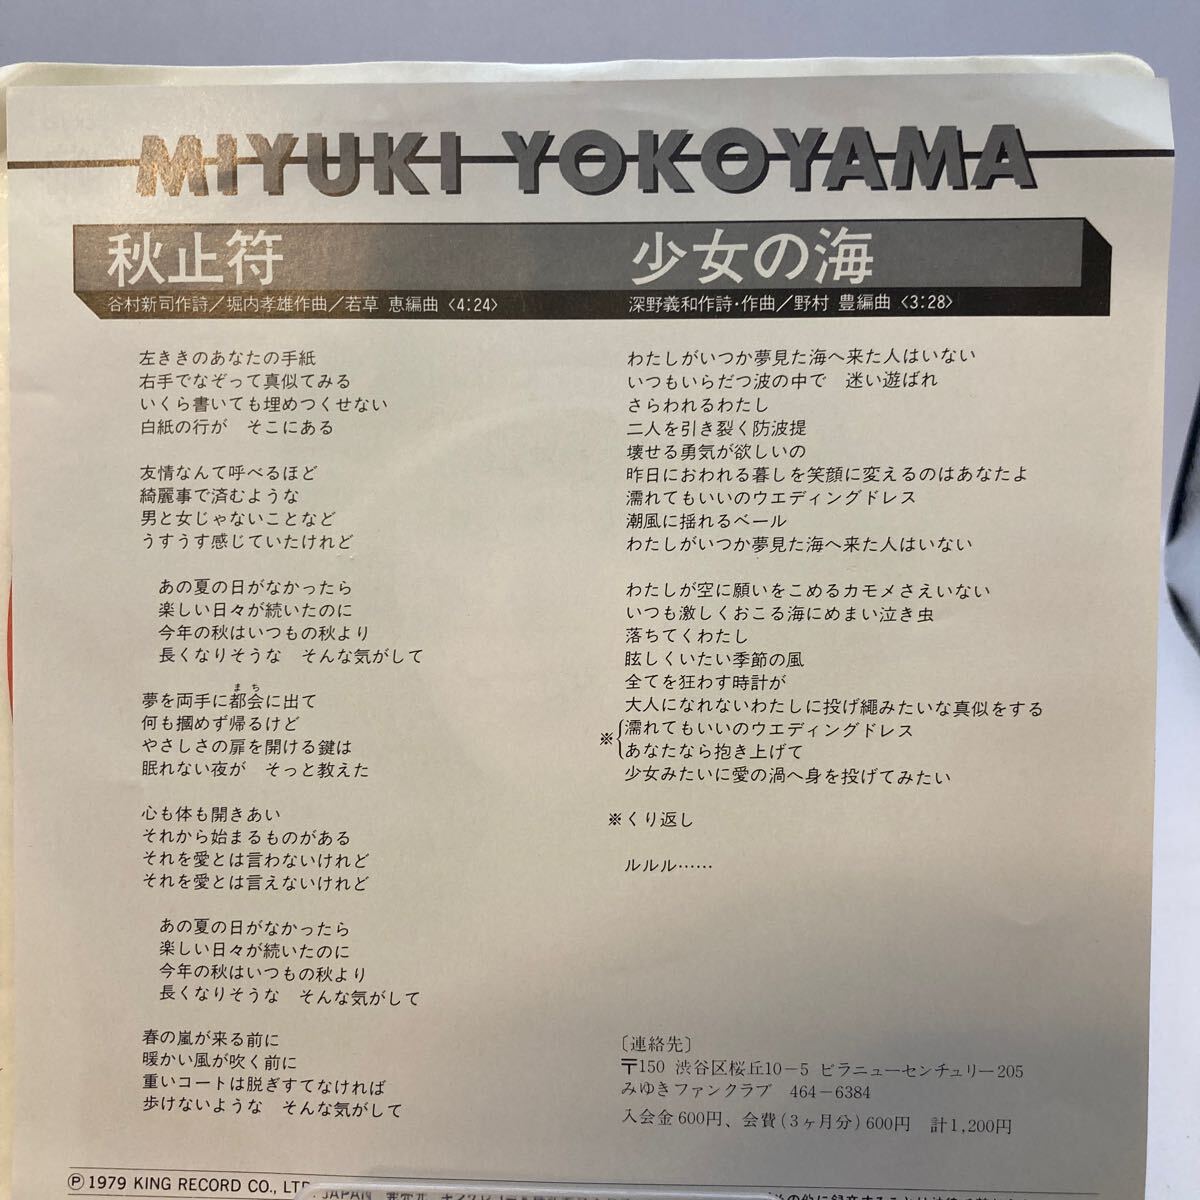 MIYUKI YOKOYAMA
秋止符
谷村新司作詩／堀内孝雄作曲／若草 恵編曲〈4:24〉
左ききのあなたの手紙
右手でなぞって真似てみる
いくら書いても埋めつくせない
白紙の行が　そこにある
友情なんて呼べるほど
綺麗事で済むような
男と女じゃないことなど
うすうす感じていたけれど
あの夏の日がなかったら
楽しい日々が続いたのに
今年の秋はいつもの秋より
長くなりそうな　そんな気がして
まち
夢を両手に都会に出て
何も摑めず帰るけど
やさしさの扉を開ける鍵は
眠れない夜が　そっと教えた
心も体も開きあい
それから始まるものがある
それを愛とは言わないけれど
それを愛とは言えないけれど
あの夏の日がなかったら
楽しい日々が続いたのに
今年の秋はいつもの秋より
長くなりそうな　そんな気がして
春の嵐が来る前に
暖かい風が吹く前に
重いコートは脱ぎすてなければ
歩けないような　そんな気がして
少女の海
深野義和作詩・作曲／野村 豊編曲〈3:28〉
わたしがいつか夢見た海へ来た人はいない
いつもいらだつ波の中で　迷い遊ばれ
さらわれるわたし
二人を引き裂く防波堤
壊せる勇気が欲しいの
昨日におわれる暮しを笑顔に変えるのはあなたよ
濡れてもいいのウエディングドレス
潮風に揺れるベール
わたしがいつか夢見た海へ来た人はいない
わたしが空に願いをこめるカモメさえいない
いつも激しくおこる海にめまい泣き虫
落ちてくわたし
眩しくいたい季節の風
全てを狂わす時計が
大人になれないわたしに投げ縄みたいな真似をする
※濡れてもいいのウエディングドレス
あなたなら抱き上げて
少女みたいに愛の渦へ身を投げてみたい
※くり返し
ルルル……
〔連絡先〕
〒150 渋谷区桜丘10－5 ビラニューセンチュリー205
みゆきファンクラブ　464－6384
入会金600円、会費（3ヶ月分）600円　計1,200円
Ⓟ1979 KING RECORD CO., LTD. JAPAN